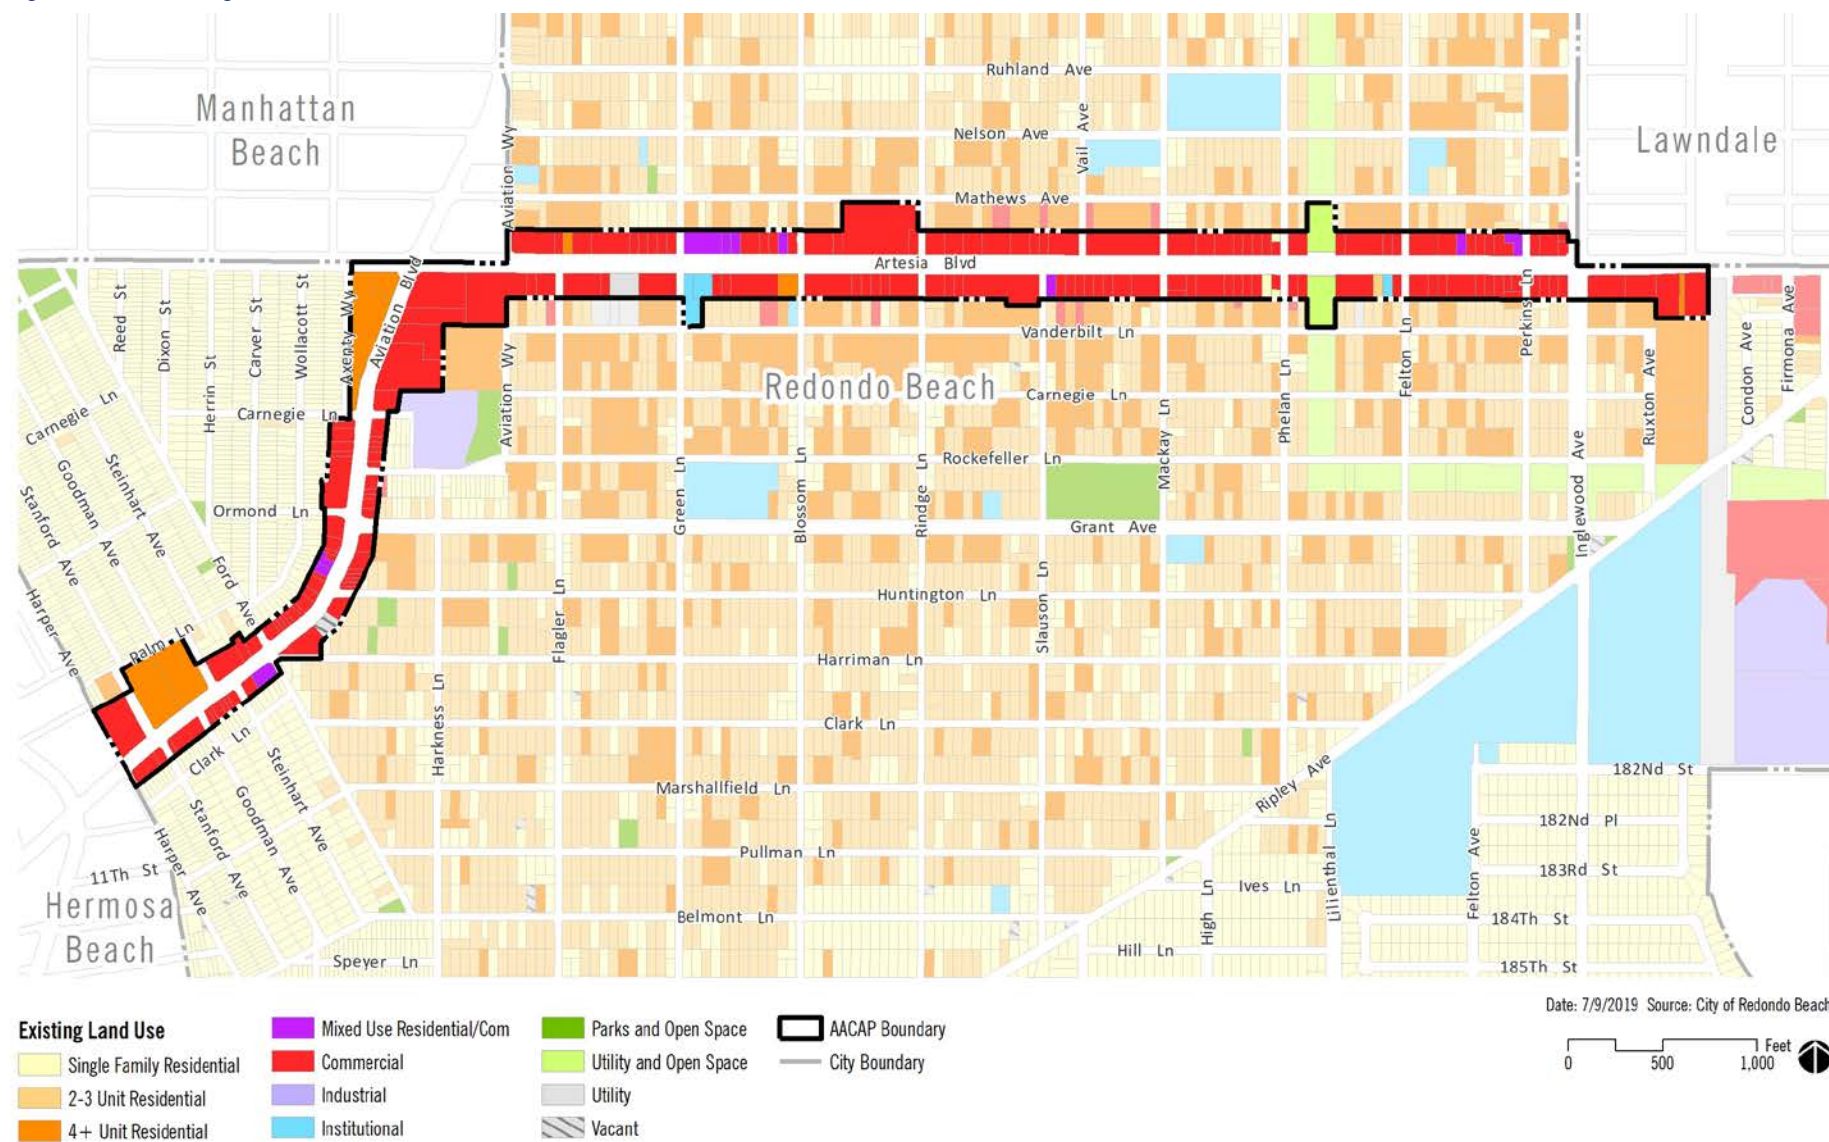 Ruhland Ave
Manhattan
Beach
Nelson Ave
Vail Ave
Lawndale
Aviation Wy
Mathews Ave
Artesia Blvd
Aviation Blvd
Reed St
Dixon St
Herrin St
Carver St
Wollacott St
Axenty Wy
Vanderbilt Ln
Perkins Ln
Felton Ln
Phelan Ln
Condon Ave
Firmona Ave
Ruxton Ave
Redondo Beach
Carnegie Ln
Carnegie Ln
Carnegie Ln
Aviation Wy
Mackay Ln
Inglewood Ave
Rockefeller Ln
Green Ln
Blossom Ln
Rindge Ln
Goodman Ave
Steinhart Ave
Stanford Ave
Ormond Ln
Grant Ave
Ford Ave
Harper Ave
Palm Ln
Flagler Ln
Huntington Ln
Slauson Ln
Harriman Ln
Harkness Ln
Clark Ln
Clark Ln
Steinhart Ave
Goodman Ave
Stanford Ave
Harper Ave
Marshallfield Ln
Ripley Ave
182Nd St
182Nd Pl
Pullman Ln
Lilienthal Ln
Felton Ave
183Rd St
11Th St
High Ln
Ives Ln
Hermosa
Beach
Belmont Ln
184Th St
Hill Ln
Speyer Ln
185Th St
Date: 7/9/2019 Source: City of Redondo Beach
Existing Land Use
Single Family Residential
2-3 Unit Residential
4+ Unit Residential
Mixed Use Residential/Com
Commercial
Industrial
Institutional
Parks and Open Space
Utility and Open Space
Utility
Vacant
AACAP Boundary
City Boundary
Feet
0 500 1,000